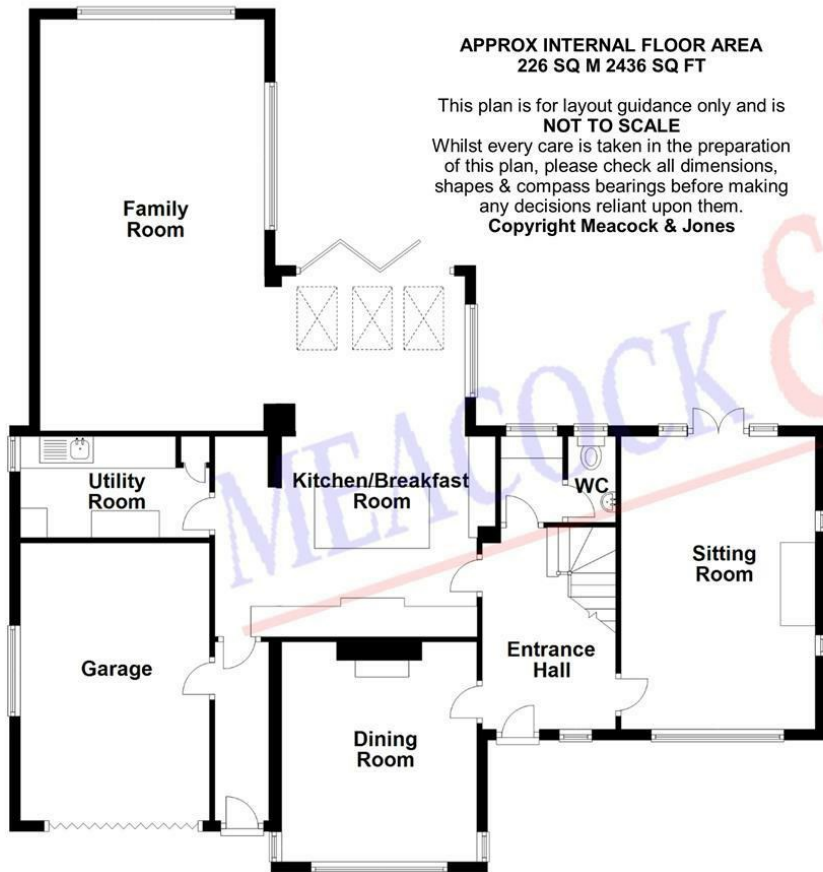 APPROX INTERNAL FLOOR AREA
226 SQ M 2436 SQ FT
This plan is for layout guidance only and is
NOT TO SCALE
Whilst every care is taken in the preparation
of this plan, please check all dimensions,
shapes & compass bearings before making
any decisions reliant upon them.
Copyright Meacock & Jones
Family
Room
MEACOCK &
Utility
Room
Kitchen/Breakfast
Room
WC
Sitting
Room
Garage
Entrance
Hall
Dining
Room